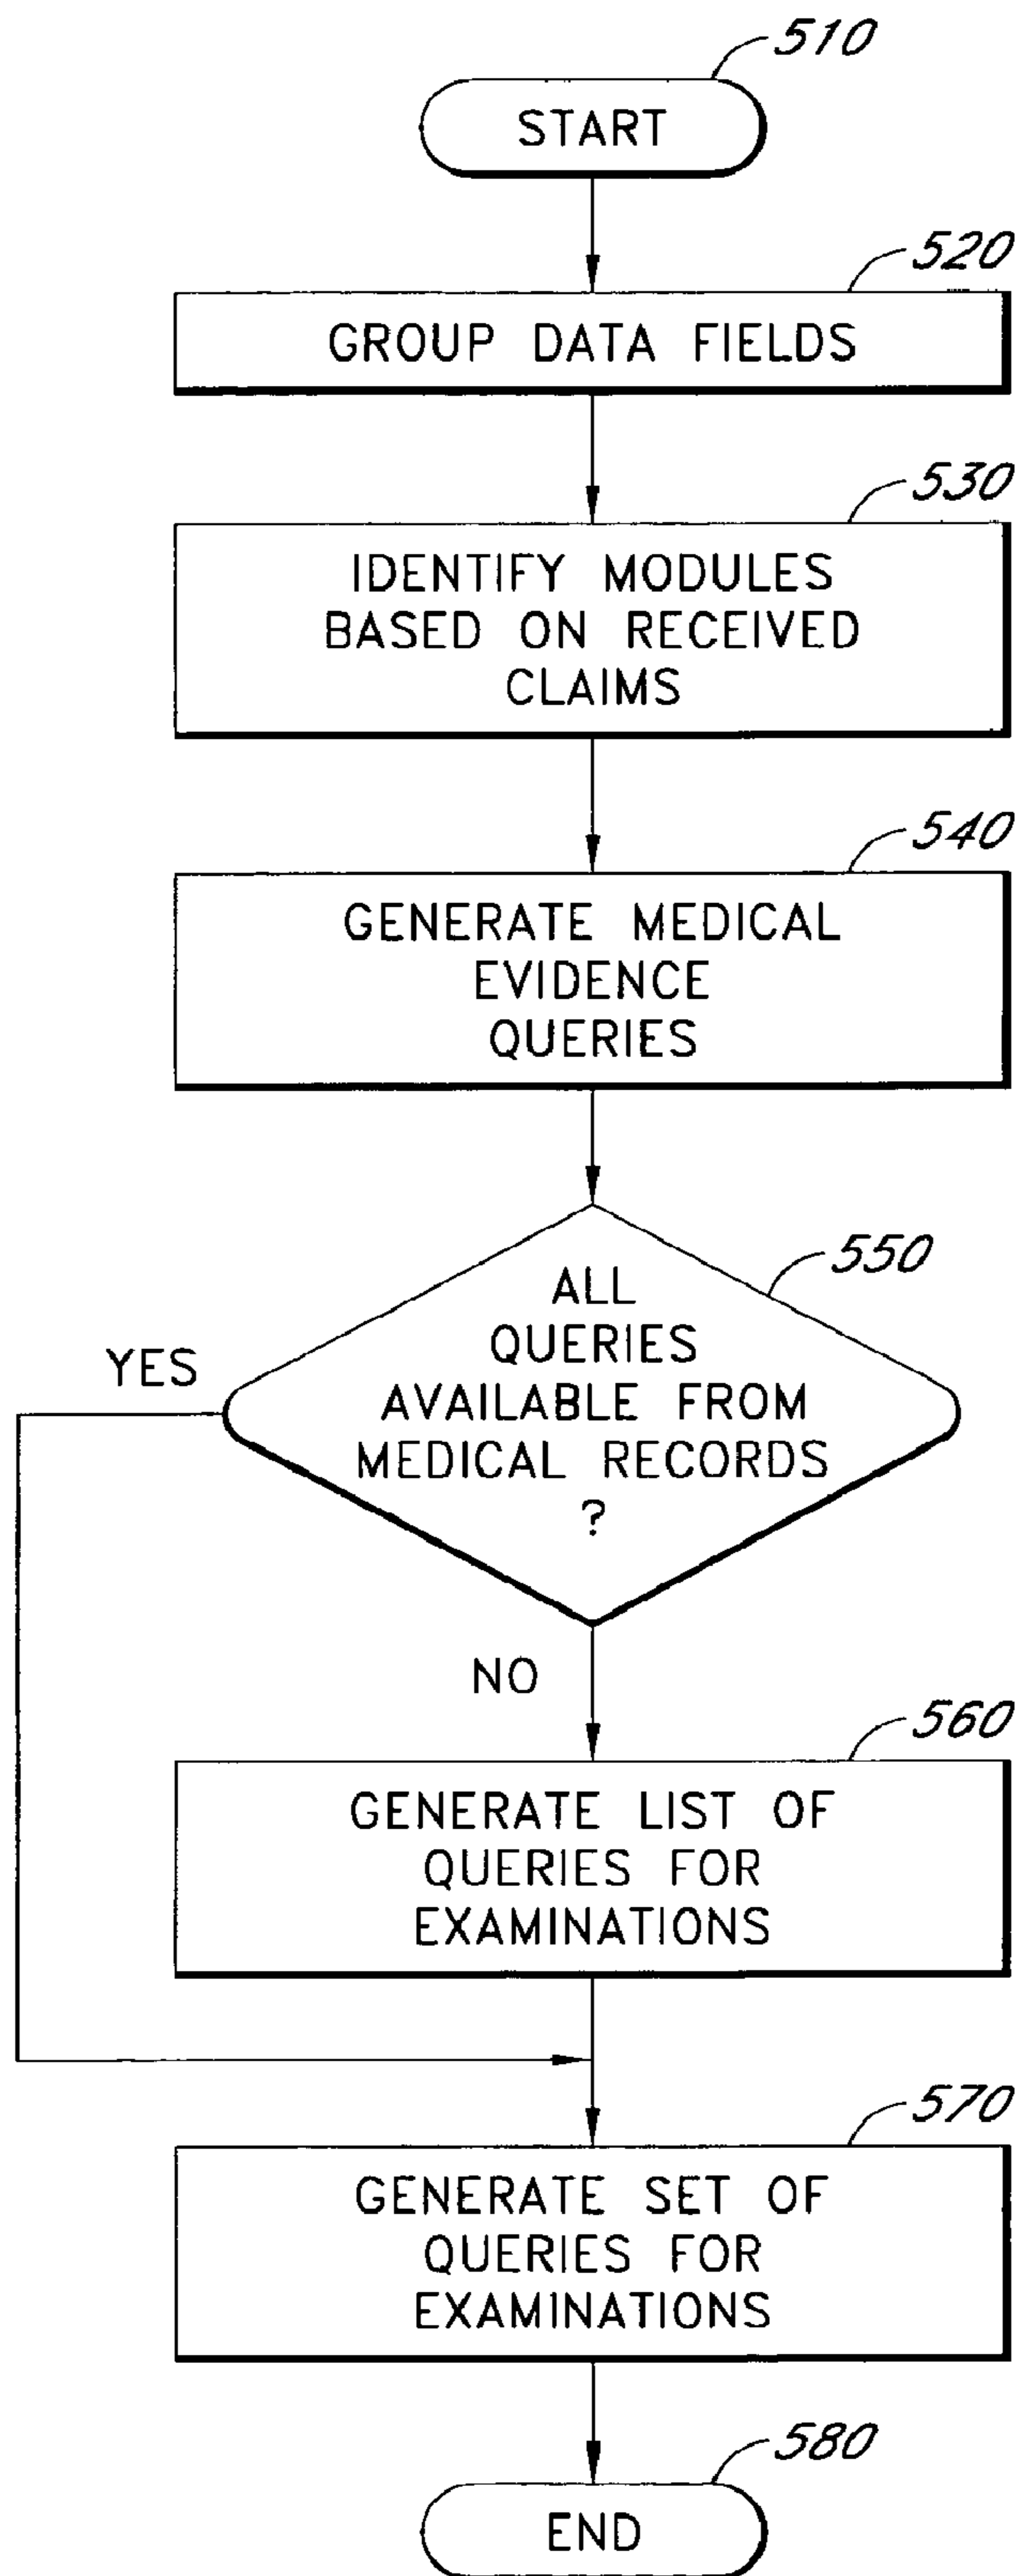 510
START
520
GROUP DATA FIELDS
530
IDENTIFY MODULES
BASED ON RECEIVED
CLAIMS
540
GENERATE MEDICAL
EVIDENCE
QUERIES
550
ALL
QUERIES
AVAILABLE FROM
MEDICAL RECORDS
?
YES
NO
560
GENERATE LIST OF
QUERIES FOR
EXAMINATIONS
570
GENERATE SET OF
QUERIES FOR
EXAMINATIONS
580
END